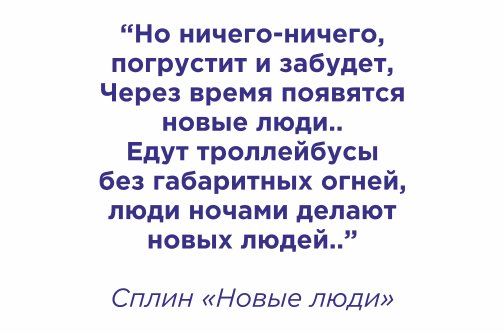 “Но ничего-ничего,
погрустит и забудет,
Через время появятся
новые люди..
Едут троллейбусы
без габаритных огней,
люди ночами делают
новых людей..”
Сплин «Новые люди»